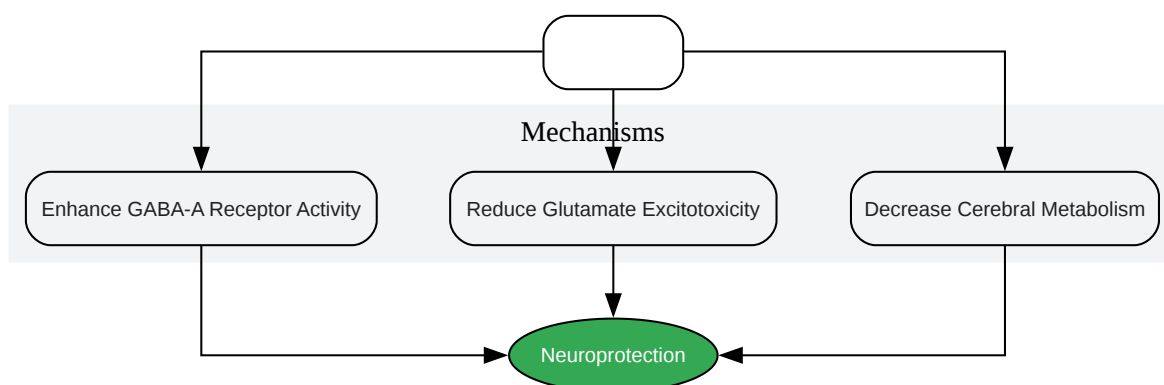 Mechanisms
Enhance GABA-A Receptor Activity
Reduce Glutamate Excitotoxicity
Decrease Cerebral Metabolism
Neuroprotection